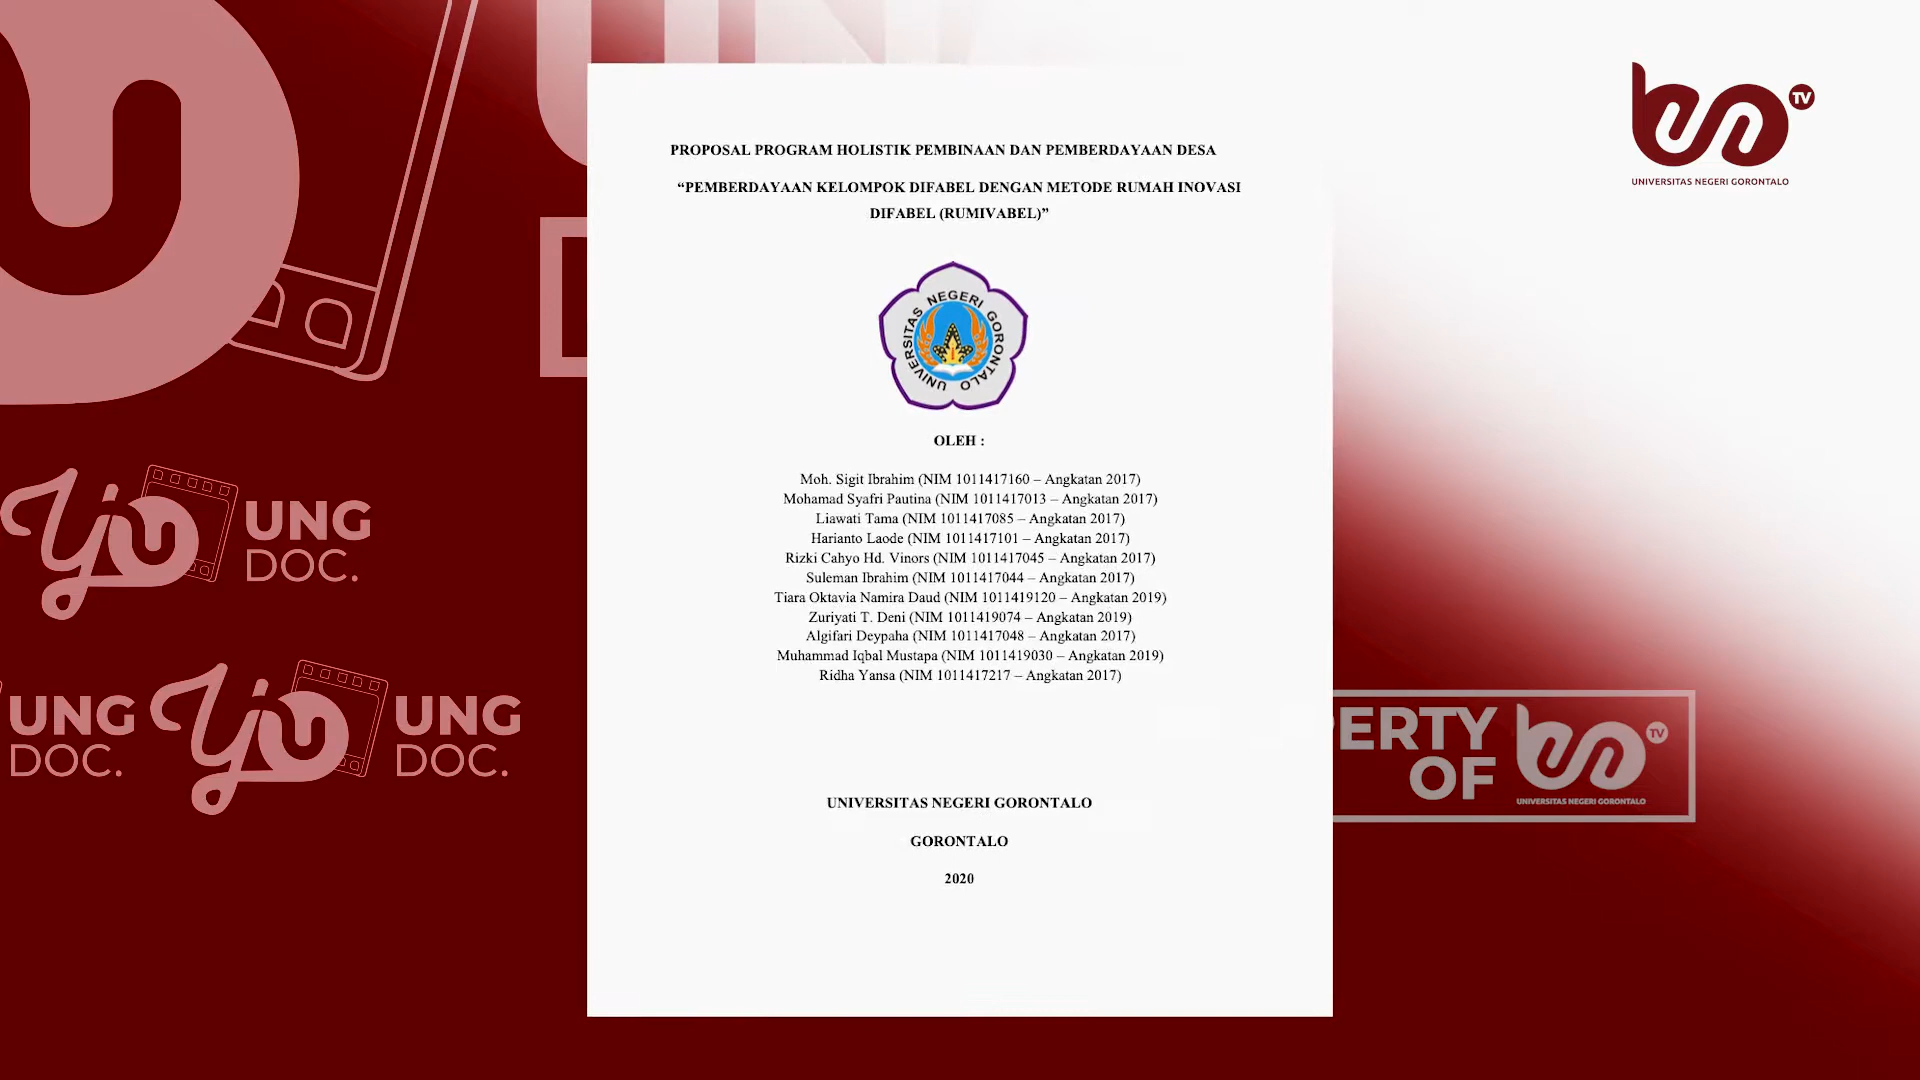 TV
UNIVERSITAS NEGERI GORONTALO
PROPOSAL PROGRAM HOLISTIK PEMBINAAN DAN PEMBERDAYAAN DESA
“PEMBERDAYAAN KELOMPOK DIFABEL DENGAN METODE RUMAH INOVASI
DIFABEL (RUMIVABEL)”
UNIVERSITAS NEGERI GORONTALO
OLEH :
Moh. Sigit Ibrahim (NIM 1011417160 – Angkatan 2017)
Mohamad Syafri Pautina (NIM 1011417013 – Angkatan 2017)
Liawati Tama (NIM 1011417085 – Angkatan 2017)
Harianto Laode (NIM 1011417101 – Angkatan 2017)
Rizki Cahyo Hd. Vinors (NIM 1011417045 – Angkatan 2017)
Suleman Ibrahim (NIM 1011417044 – Angkatan 2017)
Tiara Oktavia Namira Daud (NIM 1011419120 – Angkatan 2019)
Zuriyati T. Deni (NIM 1011419074 – Angkatan 2019)
Algifari Deypaha (NIM 1011417048 – Angkatan 2017)
Muhammad Iqbal Mustapa (NIM 1011419030 – Angkatan 2019)
Ridha Yansa (NIM 1011417217 – Angkatan 2017)
UNIVERSITAS NEGERI GORONTALO
GORONTALO
2020
UNG
DOC.
UNG
DOC.
UNG
DOC.
ERTY
OF
TV
UNIVERSITAS NEGERI GORONTALO